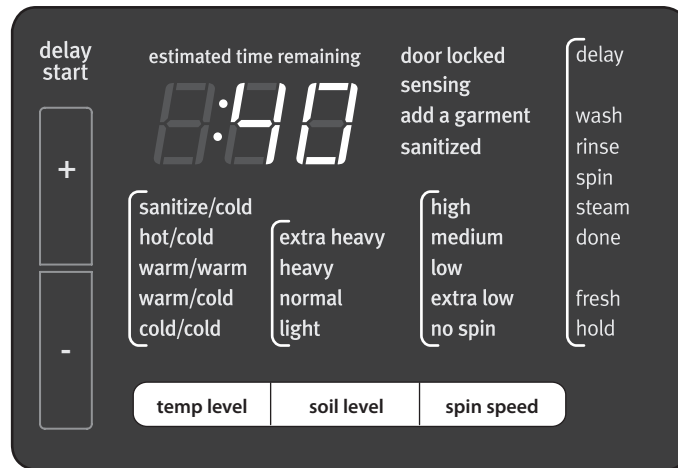 delay
start
+
-
estimated time remaining
:40
door locked
sensing
add a garment
sanitized
sanitize/cold
hot/cold
warm/warm
warm/cold
cold/cold
extra heavy
heavy
normal
light
high
medium
low
extra low
no spin
delay
wash
rinse
spin
steam
done
fresh
hold
temp level
soil level
spin speed